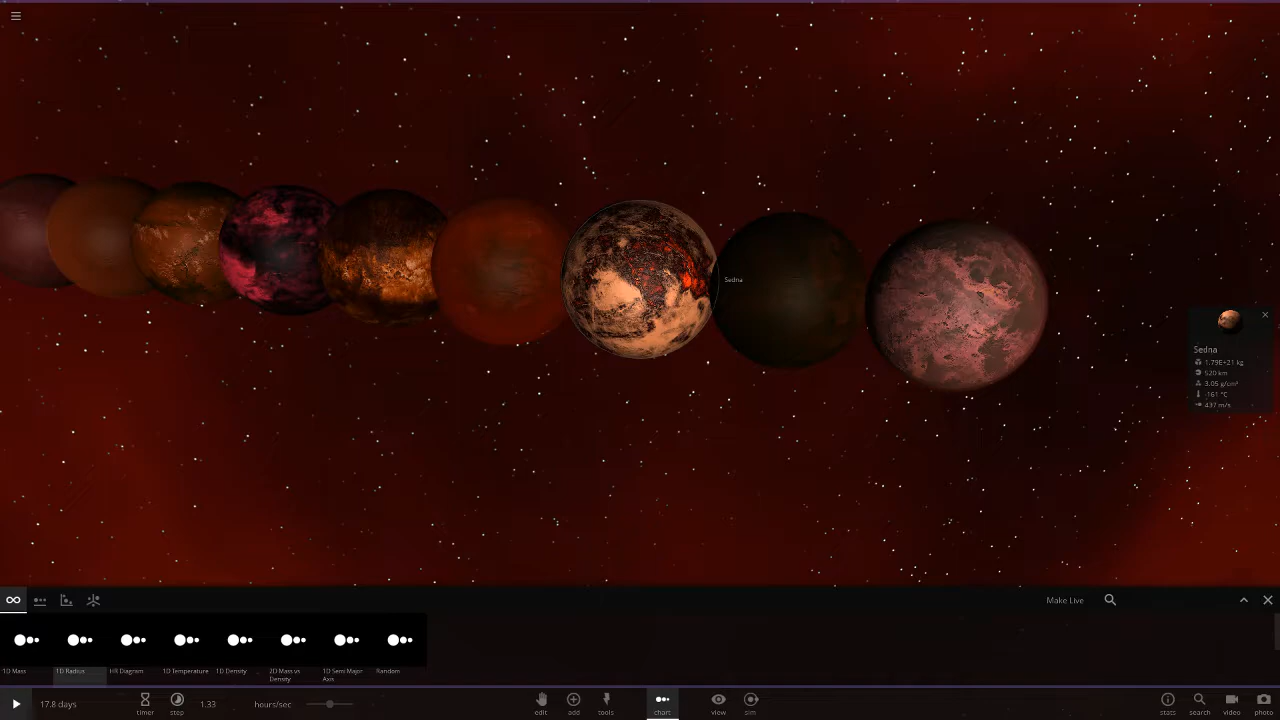 Sedna
Sedna
1.79E+21 kg
520 km
3.05 g/cm³
-161 °C
437 m/s
Make Live
1D Mass
1D Radius
HR Diagram
1D Temperature
1D Density
2D Mass vs Density
1D Semi Major Axis
Random
17.8 days
timer
step
1.33
hours/sec
edit
add
tools
chart
view
sim
stats
search
video
photo